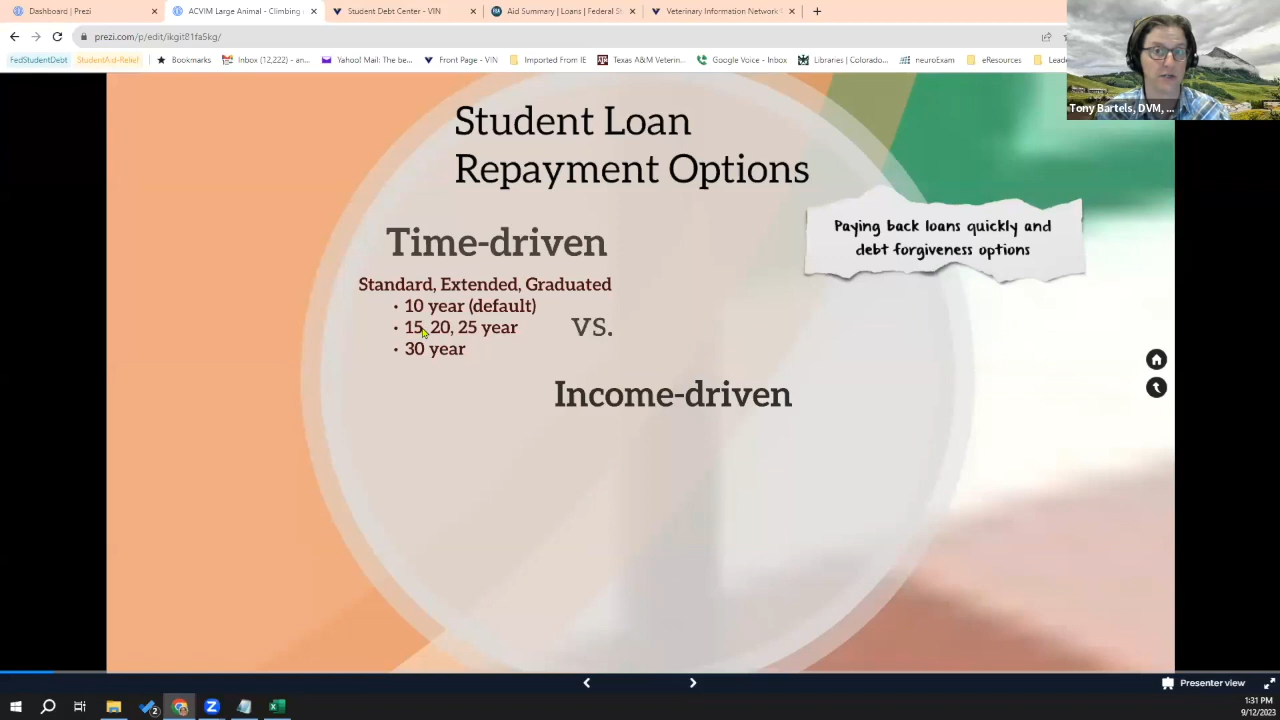 Dashboard | Prezi
ACVIM Large Animal - Climbing
Student Debt Center - VIN
Aid Summary | Loans | Federal St
Veterinary Information Network
prezi.com/p/edit/ikgit81fa5kg/
FedStudentDebt
StudentAid-Relief
Bookmarks
Inbox (12,222) - an...
Yahoo! Mail: The be...
Front Page - VIN
Imported From IE
Texas A&M Veterin...
Google Voice - Inbox
Libraries | Colorado...
neuroExam
eResources
Lead
Tony Bartels, DVM, ...
Student Loan
Repayment Options
Time-driven
Standard, Extended, Graduated
• 10 year (default)
• 15, 20, 25 year
• 30 year
vs.
Income-driven
Paying back loans quickly and
debt forgiveness options
Presenter view
2
1:31 PM
9/12/2023